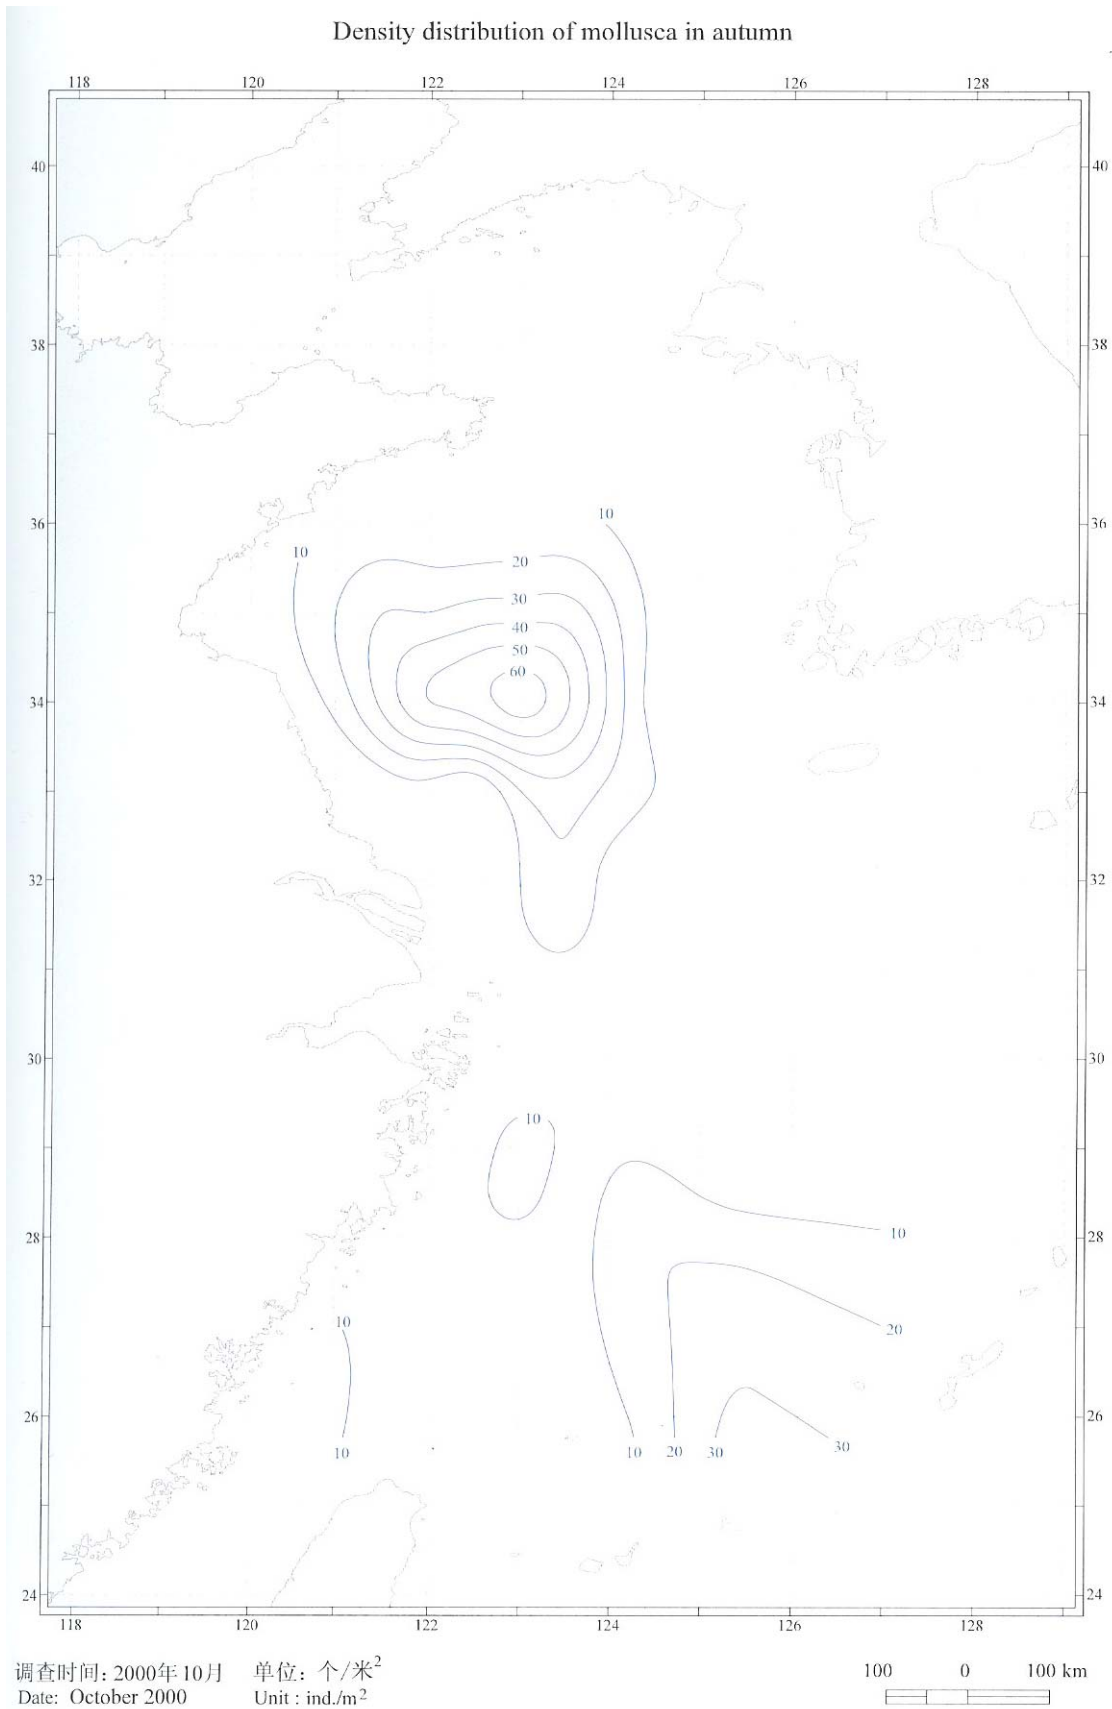 Density distribution of mollusca in autumn
118 120 122 124 126 128
40 40
38 38
36 36
10
10
20
30
40
50
60
34 34
32 32
30 30
10
28 28
10
10
20
26 26
10 10 20 30 30
24 24
118 120 122 124 126 128
调查时间: 2000年10月 单位: 个/米2
Date: October 2000 Unit : ind./m2
100 0 100 km